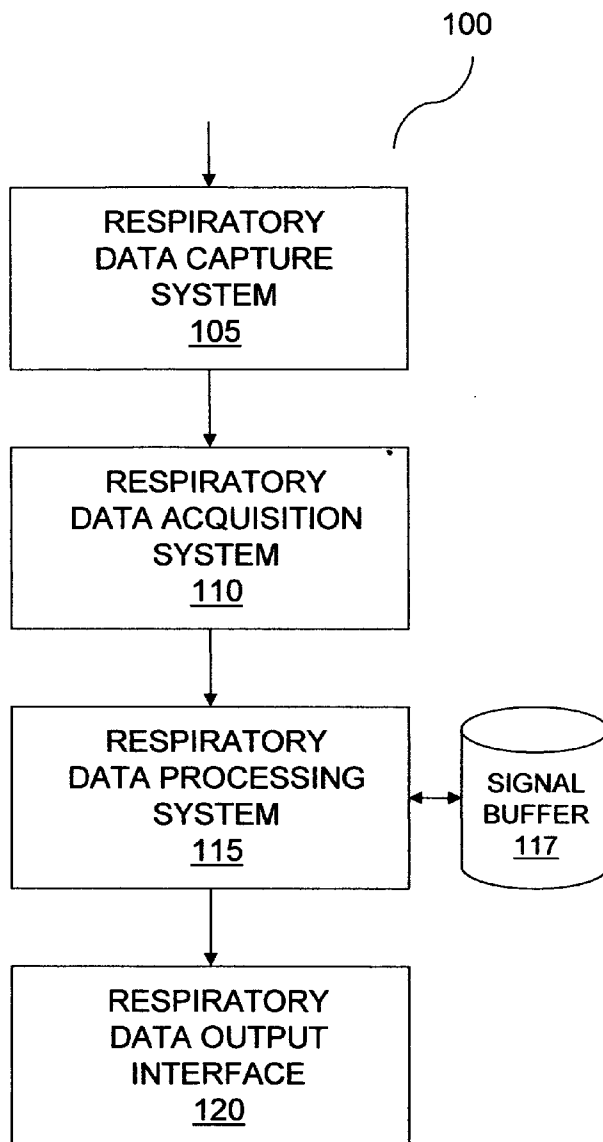 100
RESPIRATORY
DATA CAPTURE
SYSTEM
105
RESPIRATORY
DATA ACQUISITION
SYSTEM
110
RESPIRATORY
DATA PROCESSING
SYSTEM
115
SIGNAL
BUFFER
117
RESPIRATORY
DATA OUTPUT
INTERFACE
120